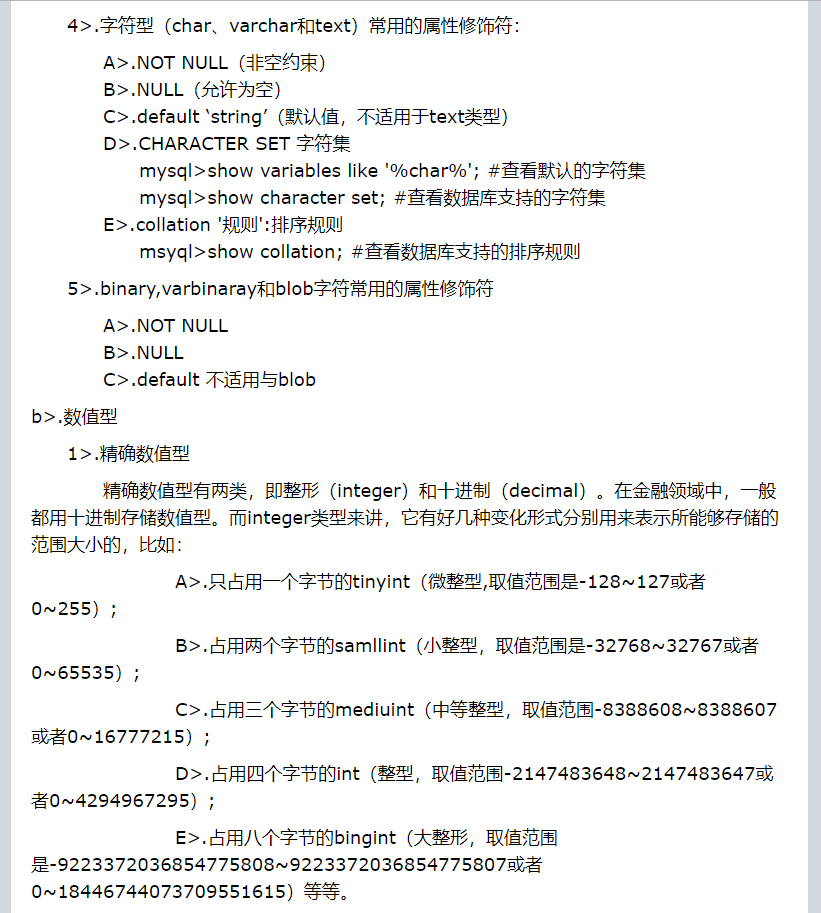 4>.字符型（char、varchar和text）常用的属性修饰符：
A>.NOT NULL（非空约束）
B>.NULL（允许为空）
C>.default ‘string’（默认值，不适用于text类型）
D>.CHARACTER SET 字符集
mysql>show variables like '%char%'; #查看默认的字符集
mysql>show character set; #查看数据库支持的字符集
E>.collation '规则':排序规则
msyql>show collation; #查看数据库支持的排序规则
5>.binary,varbinaray和blob字符常用的属性修饰符
A>.NOT NULL
B>.NULL
C>.default 不适用与blob
b>.数值型
1>.精确数值型
精确数值型有两类，即整形（integer）和十进制（decimal）。在金融领域中，一般
都用十进制存储数值型。而integer类型来讲，它有好几种变化形式分别用来表示所能够存储的
范围大小的，比如：
A>.只占用一个字节的tinyint（微整型,取值范围是-128~127或者
0~255）;
B>.占用两个字节的samllint（小整型，取值范围是-32768~32767或者
0~65535）;
C>.占用三个字节的mediuint（中等整型，取值范围-8388608~8388607
或者0~16777215）;
D>.占用四个字节的int（整型，取值范围-2147483648~2147483647或
者0~4294967295）;
E>.占用八个字节的bingint（大整形，取值范围
是-9223372036854775808~9223372036854775807或者
0~18446744073709551615）等等。